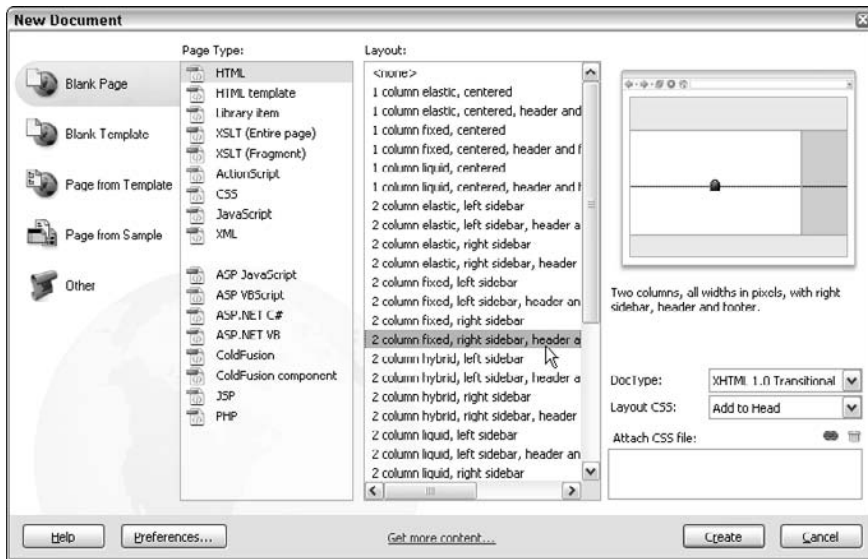 New Document
Blank Page
Blank Template
Page from Template
Page from Sample
Other
Page Type:
HTML
HTML template
Library item
XSLT (Entire page)
XSLT (Fragment)
ActionScript
CSS
JavaScript
XML
ASP JavaScript
ASP VBScript
ASP.NET C#
ASP.NET VB
ColdFusion
ColdFusion component
JSP
PHP
Layout:
<none>
1 column elastic, centered
1 column elastic, centered, header and
1 column fixed, centered
1 column fixed, centered, header and f
1 column liquid, centered
1 column liquid, centered, header and f
2 column elastic, left sidebar
2 column elastic, left sidebar, header a
2 column elastic, right sidebar
2 column elastic, right sidebar, header
2 column fixed, left sidebar
2 column fixed, left sidebar, header an
2 column fixed, right sidebar
2 column fixed, right sidebar, header a
2 column hybrid, left sidebar
2 column hybrid, left sidebar, header a
2 column hybrid, right sidebar
2 column hybrid, right sidebar, header
2 column liquid, left sidebar
2 column liquid, left sidebar, header an
2 column liquid, right sidebar
Two columns, all widths in pixels, with right
sidebar, header and footer.
DocType: XHTML 1.0 Transitional
Layout CSS: Add to Head
Attach CSS file:
Help Preferences... Get more content... Create Cancel